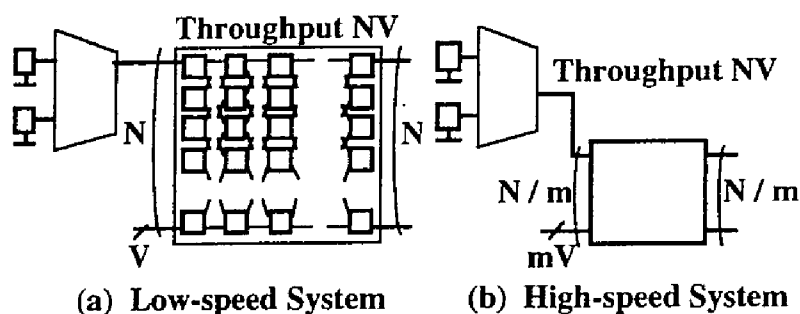 Throughput NV
N
N
V
(a) Low-speed System
Throughput NV
N / m
N / m
mV
(b) High-speed System